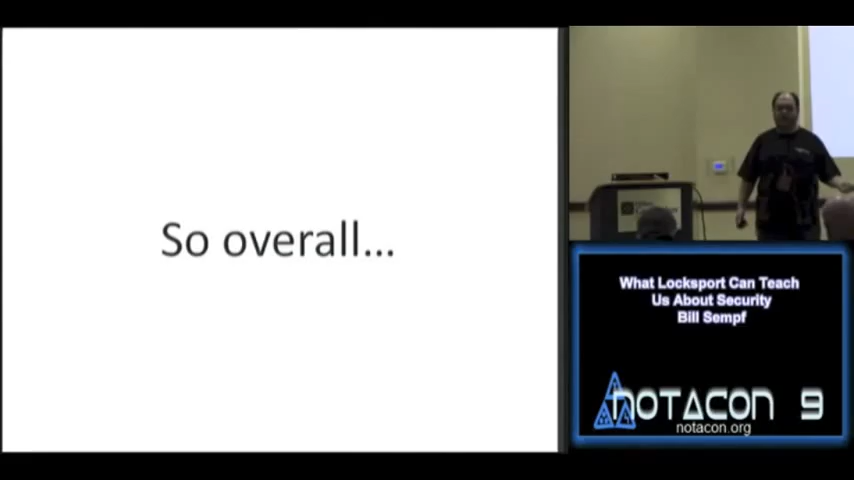 So overall...
What Locksport Can Teach
Us About Security
Bill Sempf
NOTACON 9
notacon.org